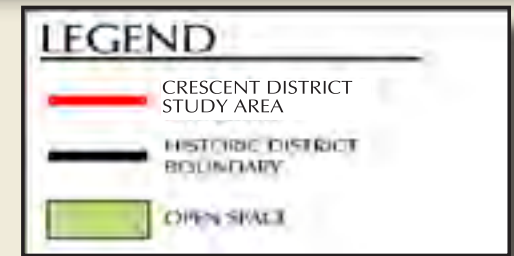 LEGEND
CRESCENT DISTRICT
STUDY AREA
HISTORIC DISTRICT
BOUNDARY
OPEN SPACE